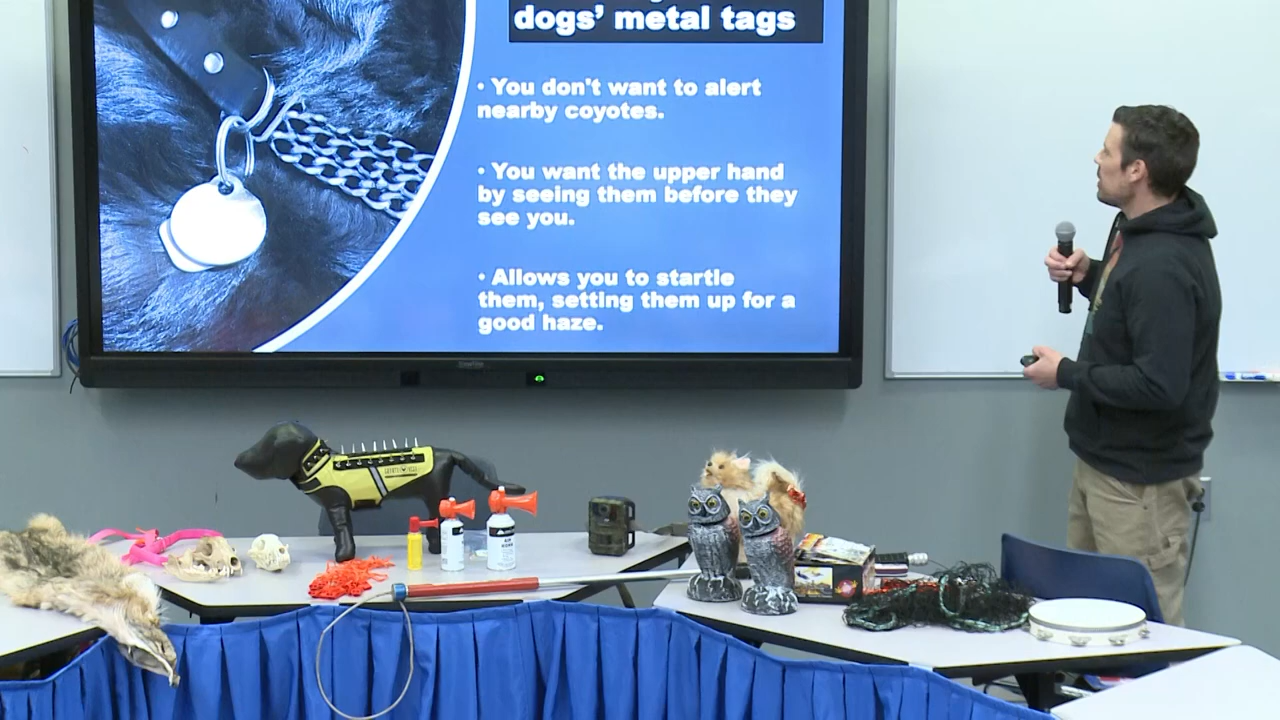 dogs’ metal tags
· You don't want to alert
nearby coyotes.
· You want the upper hand
by seeing them before they
see you.
· Allows you to startle
them, setting them up for a
good haze.